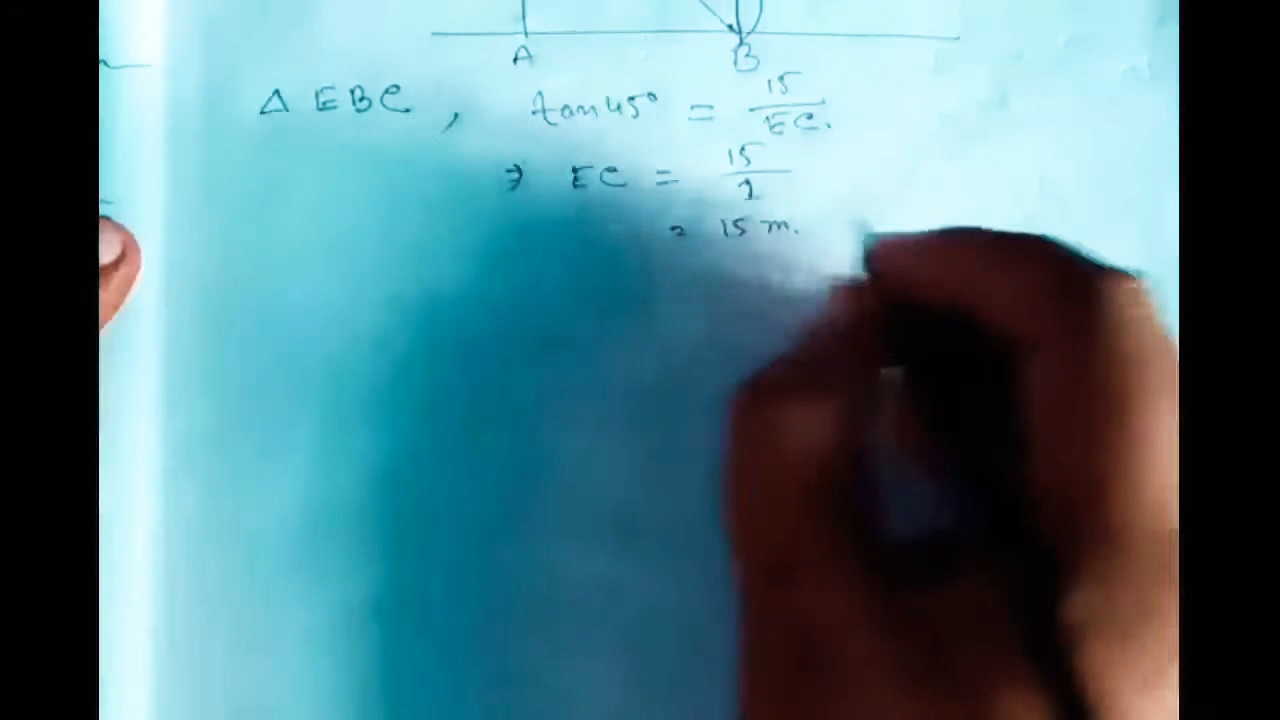 A B
△ EBC, tan45° = 15/EC.
⇒ EC = 15/1
= 15 m.